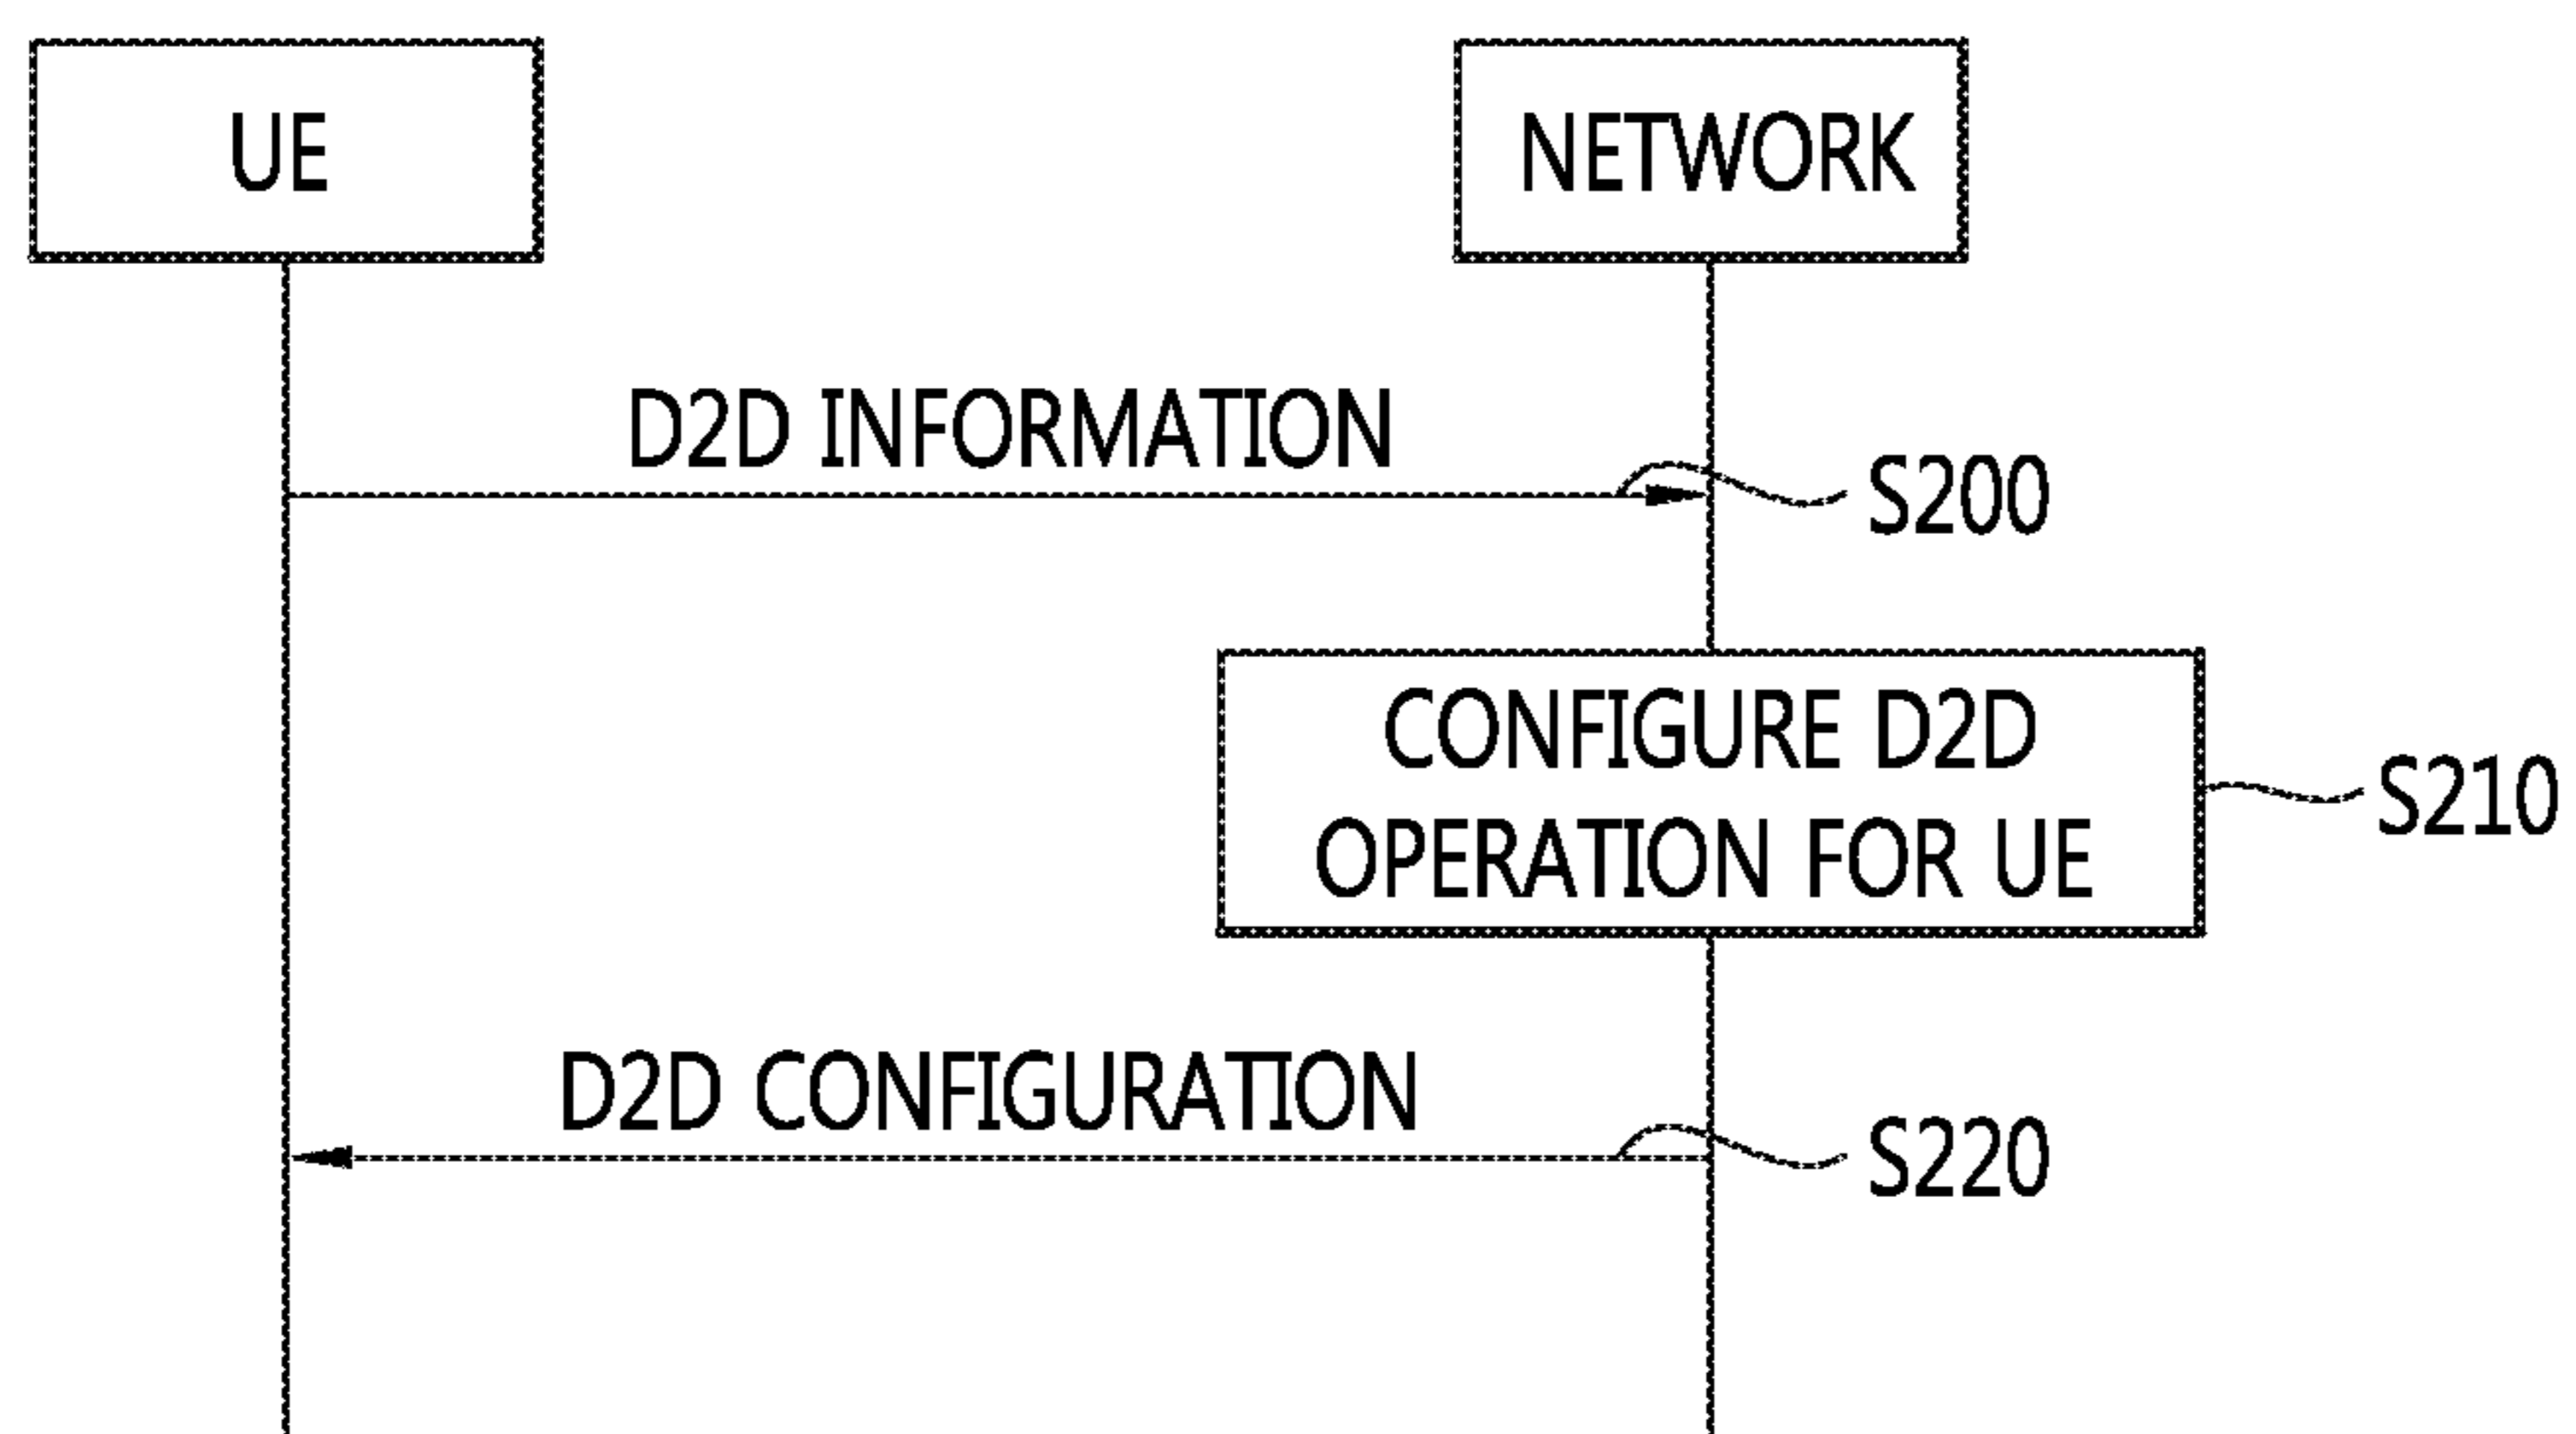 UE
NETWORK
D2D INFORMATION
S200
CONFIGURE D2D
OPERATION FOR UE
S210
D2D CONFIGURATION
S220